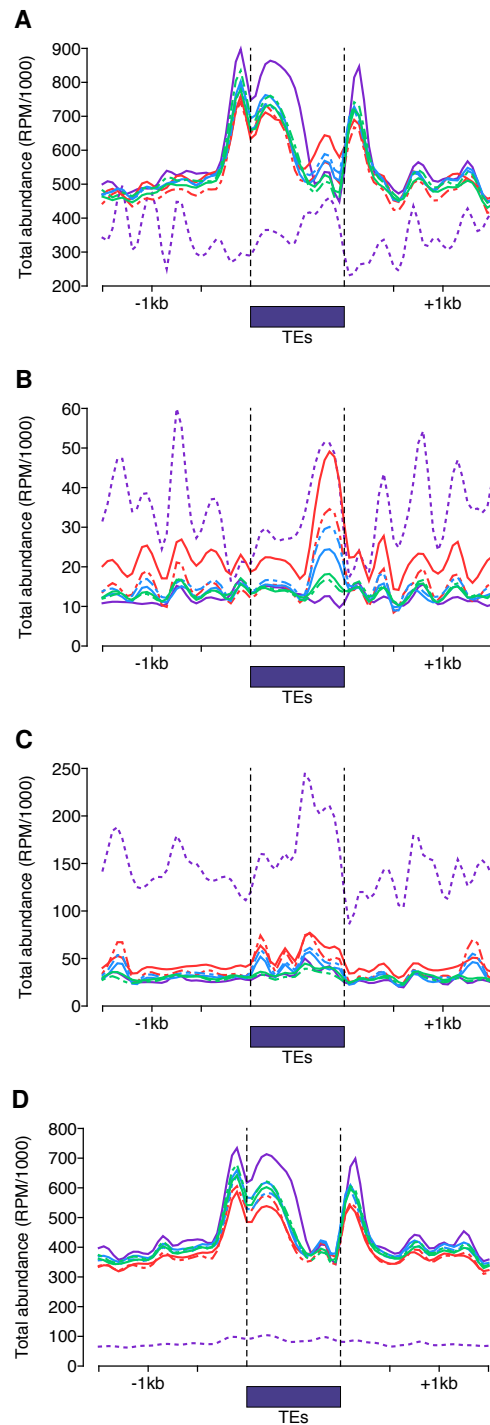 A
Total abundance (RPM/1000)
900
800
700
600
500
400
300
200
-1kb
+1kb
TEs
B
Total abundance (RPM/1000)
60
50
40
30
20
10
0
-1kb
+1kb
TEs
C
Total abundance (RPM/1000)
250
200
150
100
50
0
-1kb
+1kb
TEs
D
Total abundance (RPM/1000)
800
700
600
500
400
300
200
100
0
-1kb
+1kb
TEs